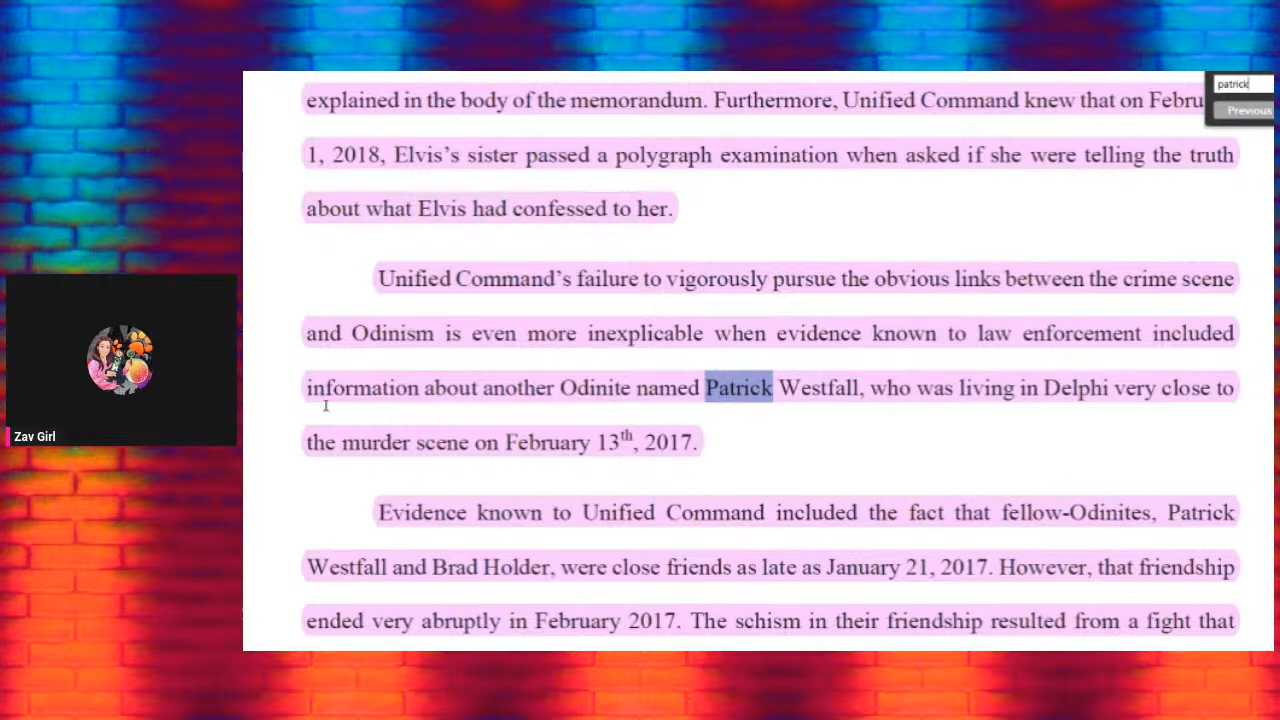 explained in the body of the memorandum. Furthermore, Unified Command knew that on Febru
1, 2018, Elvis’s sister passed a polygraph examination when asked if she were telling the truth
about what Elvis had confessed to her.
Unified Command’s failure to vigorously pursue the obvious links between the crime scene
and Odinism is even more inexplicable when evidence known to law enforcement included
information about another Odinite named Patrick Westfall, who was living in Delphi very close to
the murder scene on February 13th, 2017.
Evidence known to Unified Command included the fact that fellow-Odinites, Patrick
Westfall and Brad Holder, were close friends as late as January 21, 2017. However, that friendship
ended very abruptly in February 2017. The schism in their friendship resulted from a fight that
patrick
Previous
Zav Girl